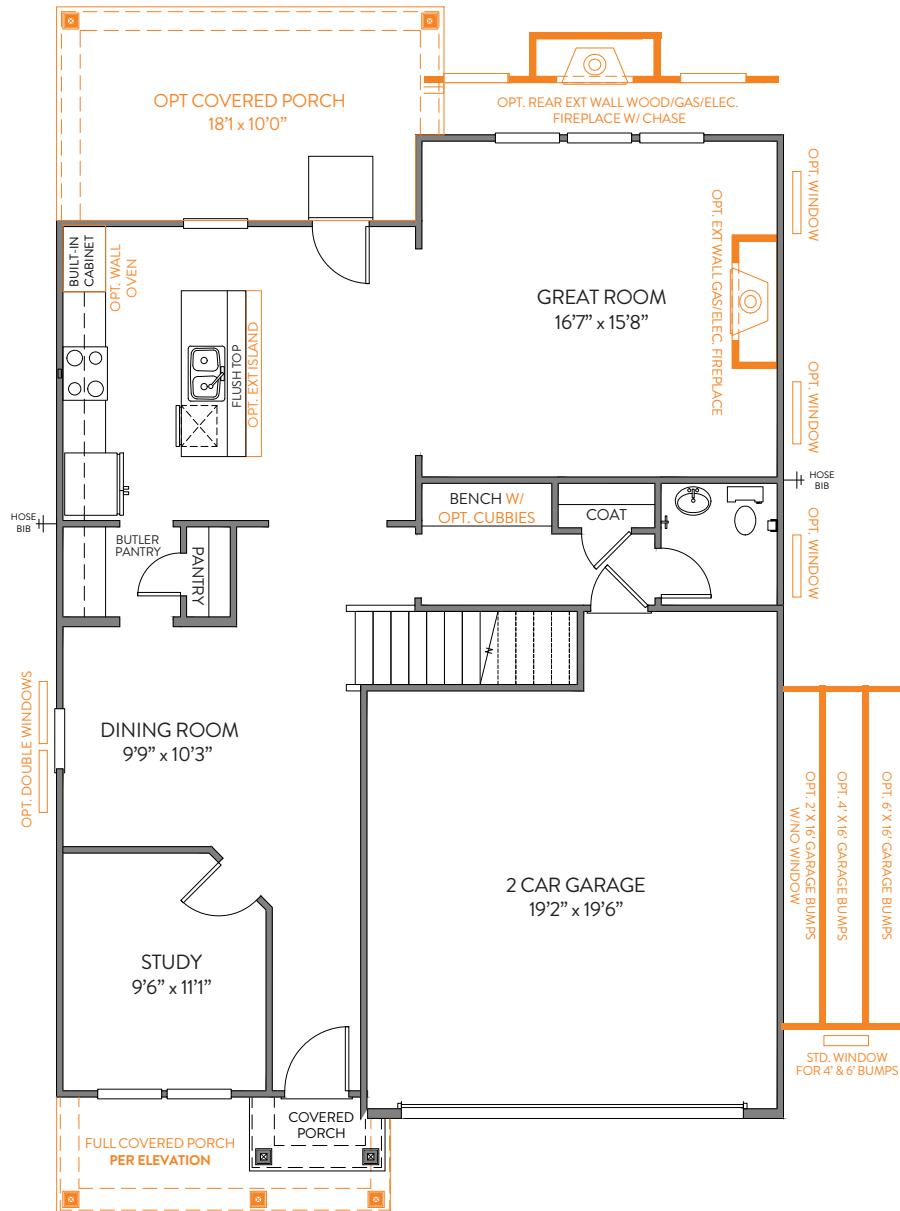 OPT COVERED PORCH
18'1 x 10'0”
OPT. REAR EXT WALL WOOD/GAS/ELEC.
FIREPLACE W/ CHASE
OPT. WINDOW
BUILT-IN
CABINET
OPT. WALL
OVEN
OPT. EXT WALL GAS/ELEC. FIREPLACE
GREAT ROOM
16'7” x 15'8”
FLUSH TOP
OPT. EXT ISLAND
OPT. WINDOW
HOSE
BIB
BENCH W/
OPT. CUBBIES
COAT
HOSE
BIB
OPT. WINDOW
BUTLER
PANTRY
PANTRY
N
OPT. DOUBLE WINDOWS
DINING ROOM
9'9” x 10'3”
OPT. 2' X 16' GARAGE BUMPS
W/NO WINDOW
OPT. 4' X 16' GARAGE BUMPS
OPT. 6' X 16' GARAGE BUMPS
2 CAR GARAGE
19'2” x 19'6”
STUDY
9'6” x 11'1”
STD. WINDOW
FOR 4' & 6' BUMPS
COVERED
PORCH
FULL COVERED PORCH
PER ELEVATION